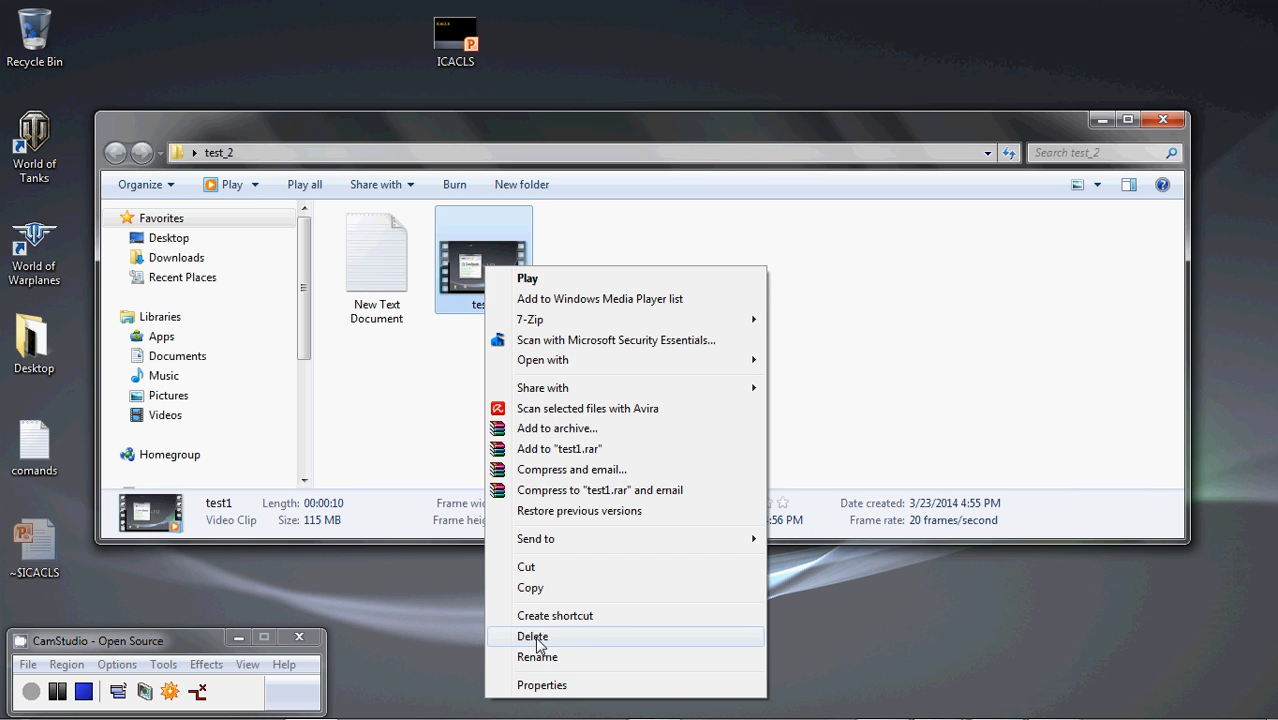 Recycle Bin
ICALS
ICACLS
World of
Tanks
World of
Warplanes
Desktop
comands
~$ICACLS
test_2
Search test_2
Organize
Play
Play all
Share with
Burn
New folder
Favorites
Desktop
Downloads
Recent Places
Libraries
Apps
Documents
Music
Pictures
Videos
Homegroup
New Text
Document
Play
Add to Windows Media Player list
7-Zip
Scan with Microsoft Security Essentials...
Open with
Share with
Scan selected files with Avira
Add to archive...
Add to "test1.rar"
Compress and email...
Compress to "test1.rar" and email
Restore previous versions
Send to
Cut
Copy
Create shortcut
Delete
Rename
Properties
test1 Length: 00:00:10 Date created: 3/23/2014 4:55 PM
Video Clip Size: 115 MB Frame rate: 20 frames/second
CamStudio - Open Source
File Region Options Tools Effects View Help